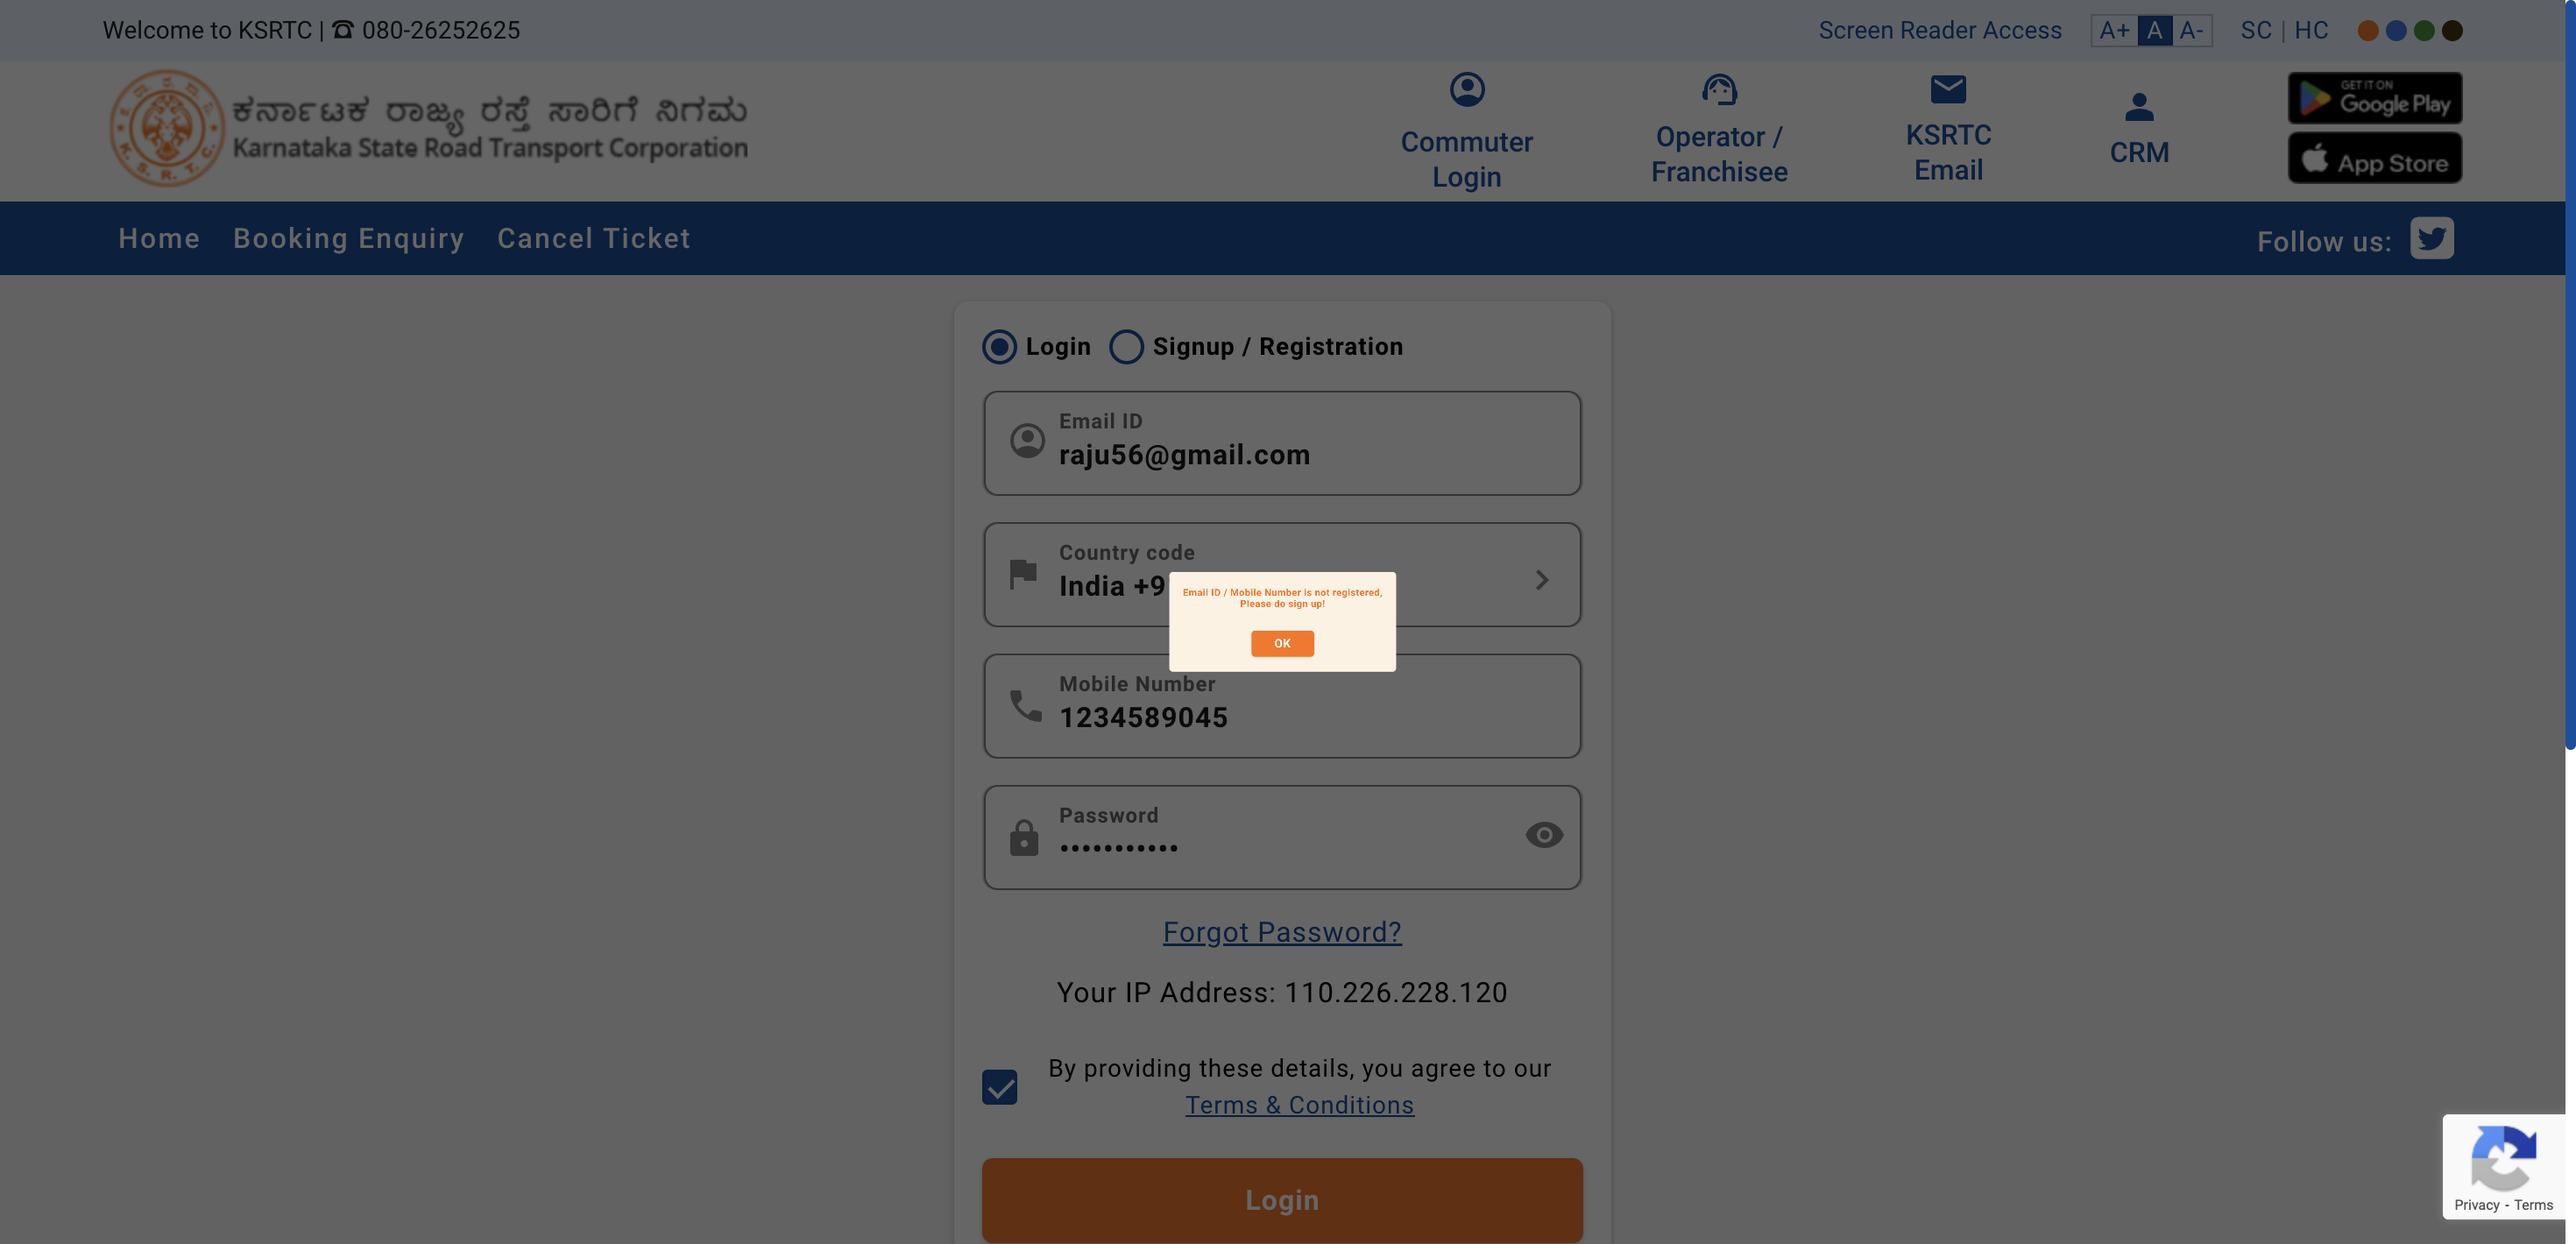 Welcome to KSRTC | ☎ 080-26252625
Screen Reader Access
A+ A A-
SC | HC
ಕರ್ನಾಟಕ ರಾಜ್ಯ ರಸ್ತೆ ಸಾರಿಗೆ ನಿಗಮ
Karnataka State Road Transport Corporation
K. S. R. T. C.
Commuter
Login
Operator /
Franchisee
KSRTC
Email
CRM
GET IT ON
Google Play
App Store
Home
Booking Enquiry
Cancel Ticket
Follow us:
Login
Signup / Registration
Email ID
raju56@gmail.com
Country code
India +9
Email ID / Mobile Number is not registered,
Please do sign up!
OK
Mobile Number
1234589045
Password
•••••••••••
Forgot Password?
Your IP Address: 110.226.228.120
By providing these details, you agree to our
Terms & Conditions
Login
Privacy - Terms